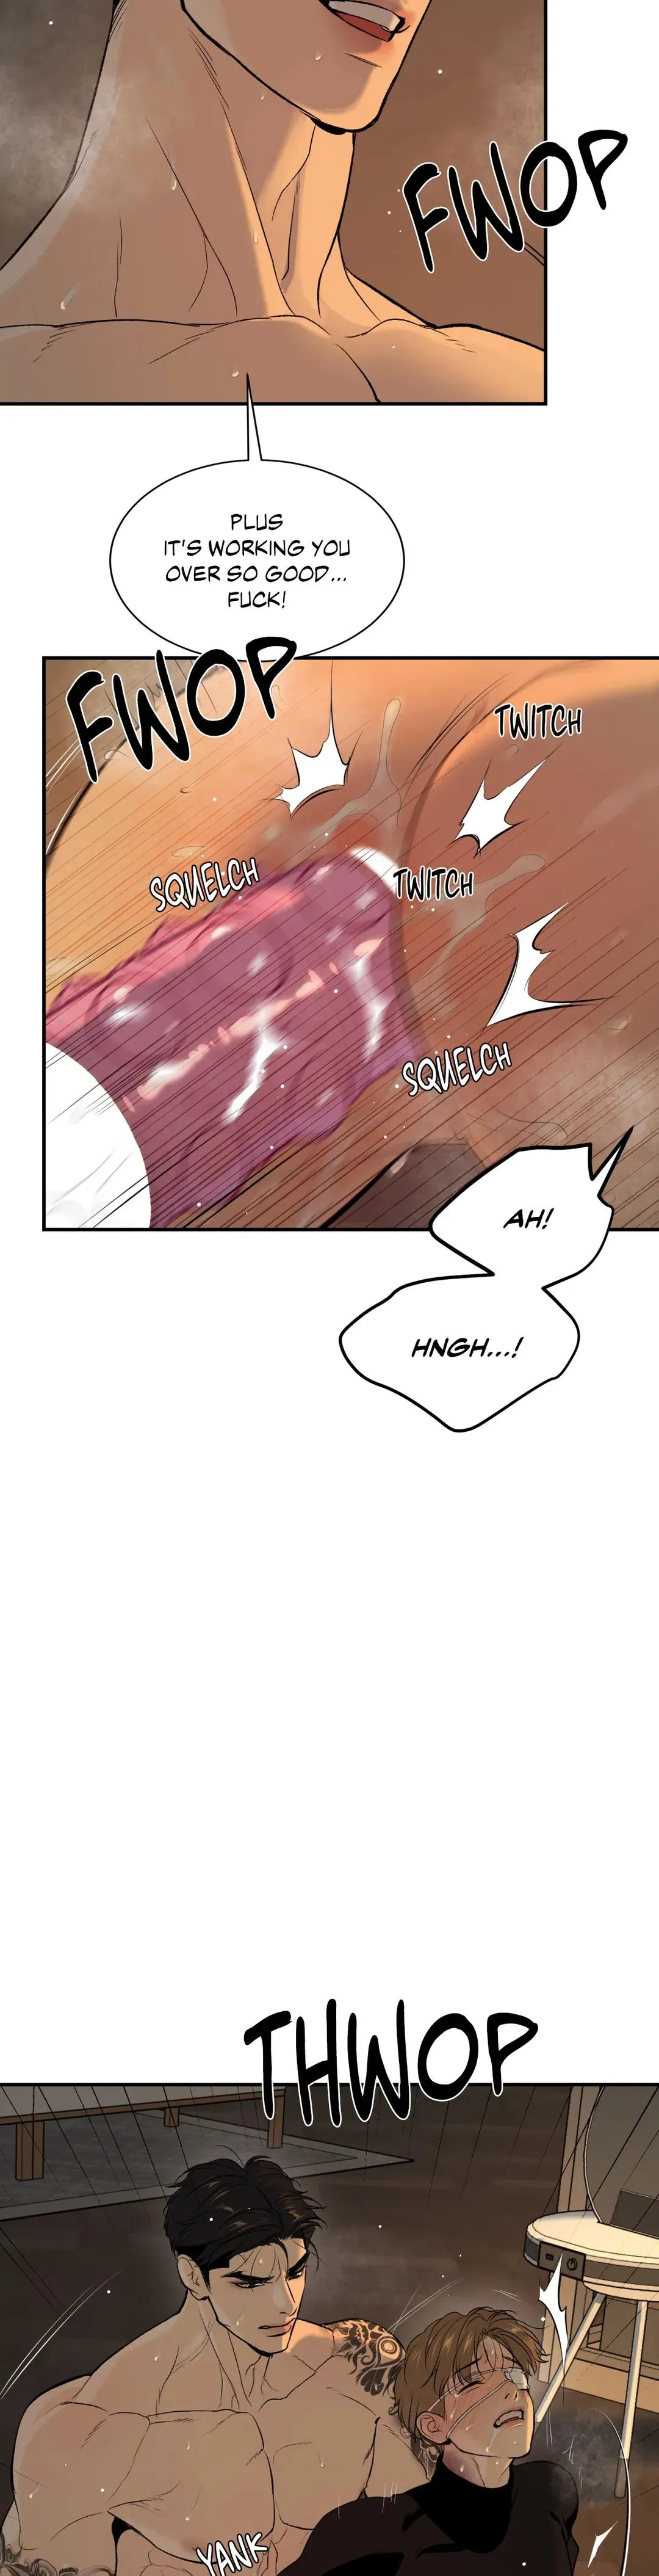 FWOP
PLUS
IT'S WORKING YOU
OVER SO GOOD...
FUCK!
FWOP
TWITCH
SQUELCH
TWITCH
SQUELCH
AH!
HNGH...!
THWOP
YANK